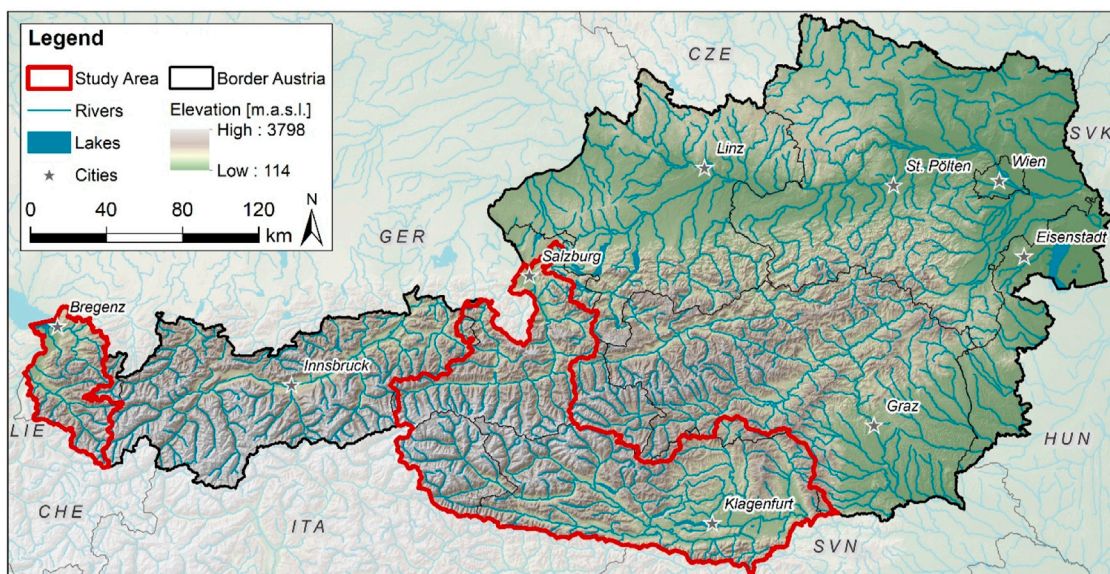 Legend
Study Area
Border Austria
Rivers
Elevation [m.a.s.l.]
Lakes
High : 3798
Low : 114
Cities
0 40 80 120
km
N
CZE
SVK
Linz
St. Pölten
Wien
GER
Eisenstadt
Salzburg
Bregenz
Innsbruck
Graz
LIE
HUN
CHE
Klagenfurt
ITA
SVN